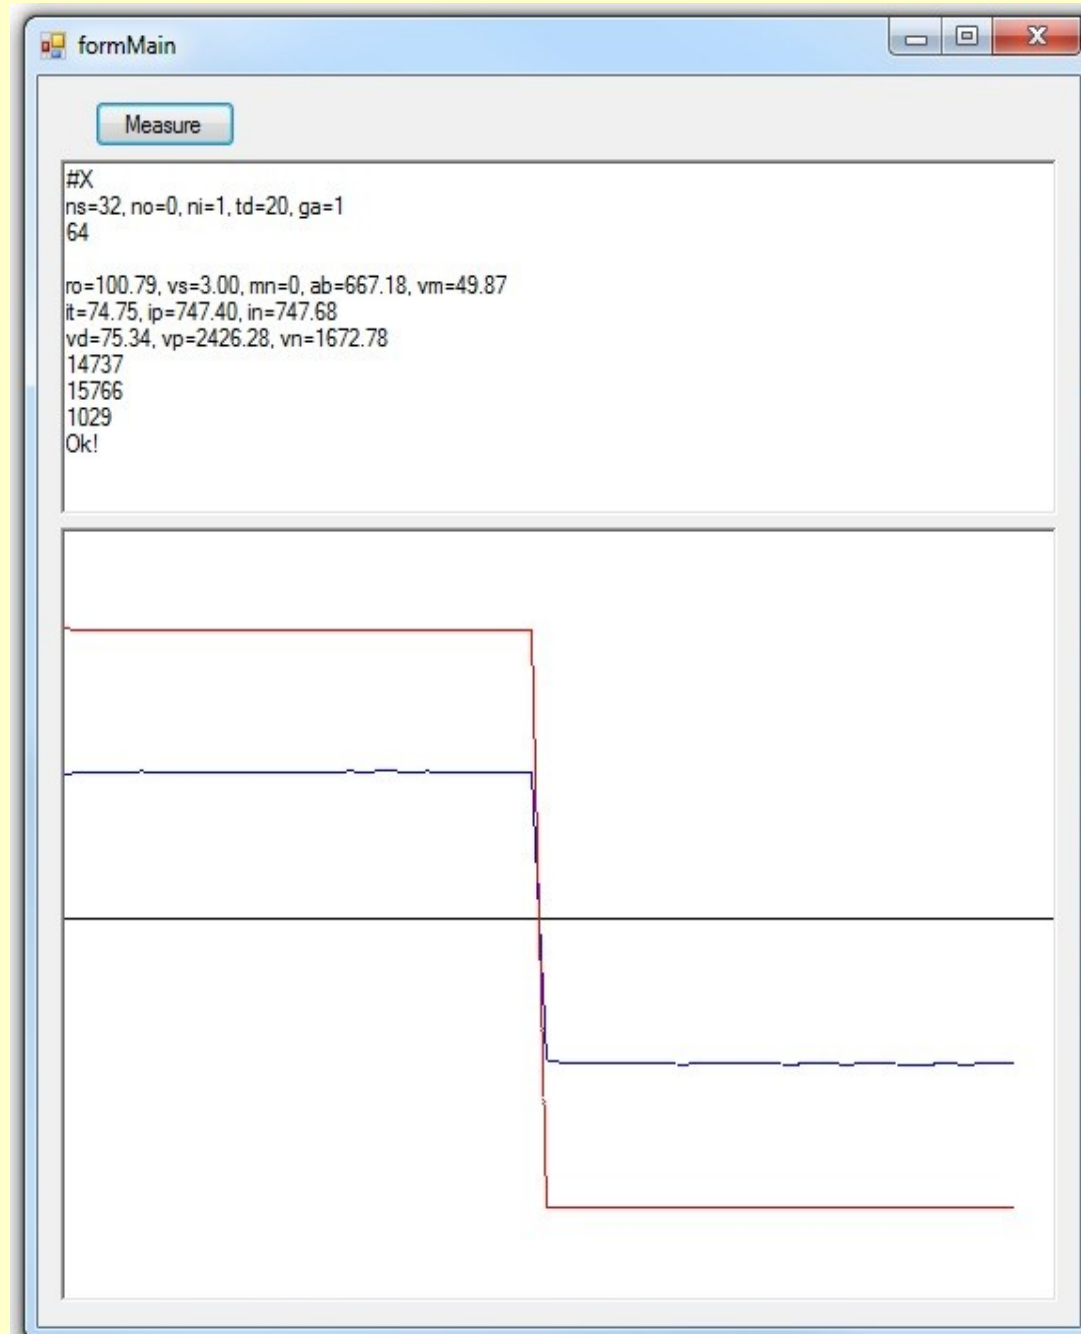 formMain
Measure
#X
ns=32, no=0, ni=1, td=20, ga=1
64
ro=100.79, vs=3.00, mn=0, ab=667.18, vm=49.87
it=74.75, ip=747.40, in=747.68
vd=75.34, vp=2426.28, vn=1672.78
14737
15766
1029
Ok!